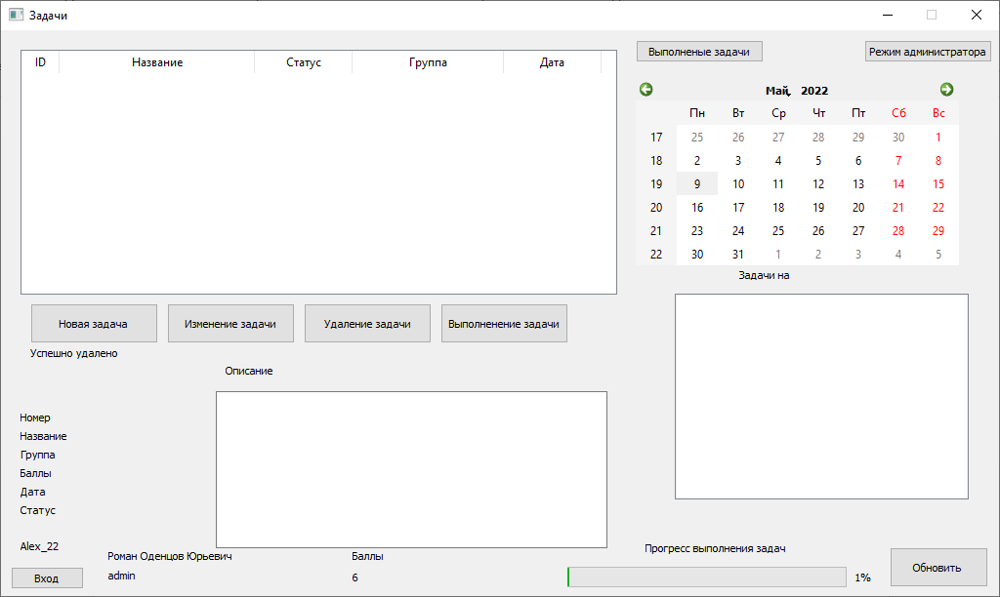 Задачи
ID Название Статус Группа Дата
Выполненые задачи Режим администратора
Май, 2022
Пн Вт Ср Чт Пт Сб Вс
17 25 26 27 28 29 30 1
18 2 3 4 5 6 7 8
19 9 10 11 12 13 14 15
20 16 17 18 19 20 21 22
21 23 24 25 26 27 28 29
22 30 31 1 2 3 4 5
Задачи на
Новая задача Изменение задачи Удаление задачи Выполненение задачи
Успешно удалено
Описание
Номер
Название
Группа
Баллы
Дата
Статус
Alex_22
Вход
Роман Оденцов Юрьевич
admin
Баллы
6
Прогресс выполнения задач
1%
Обновить